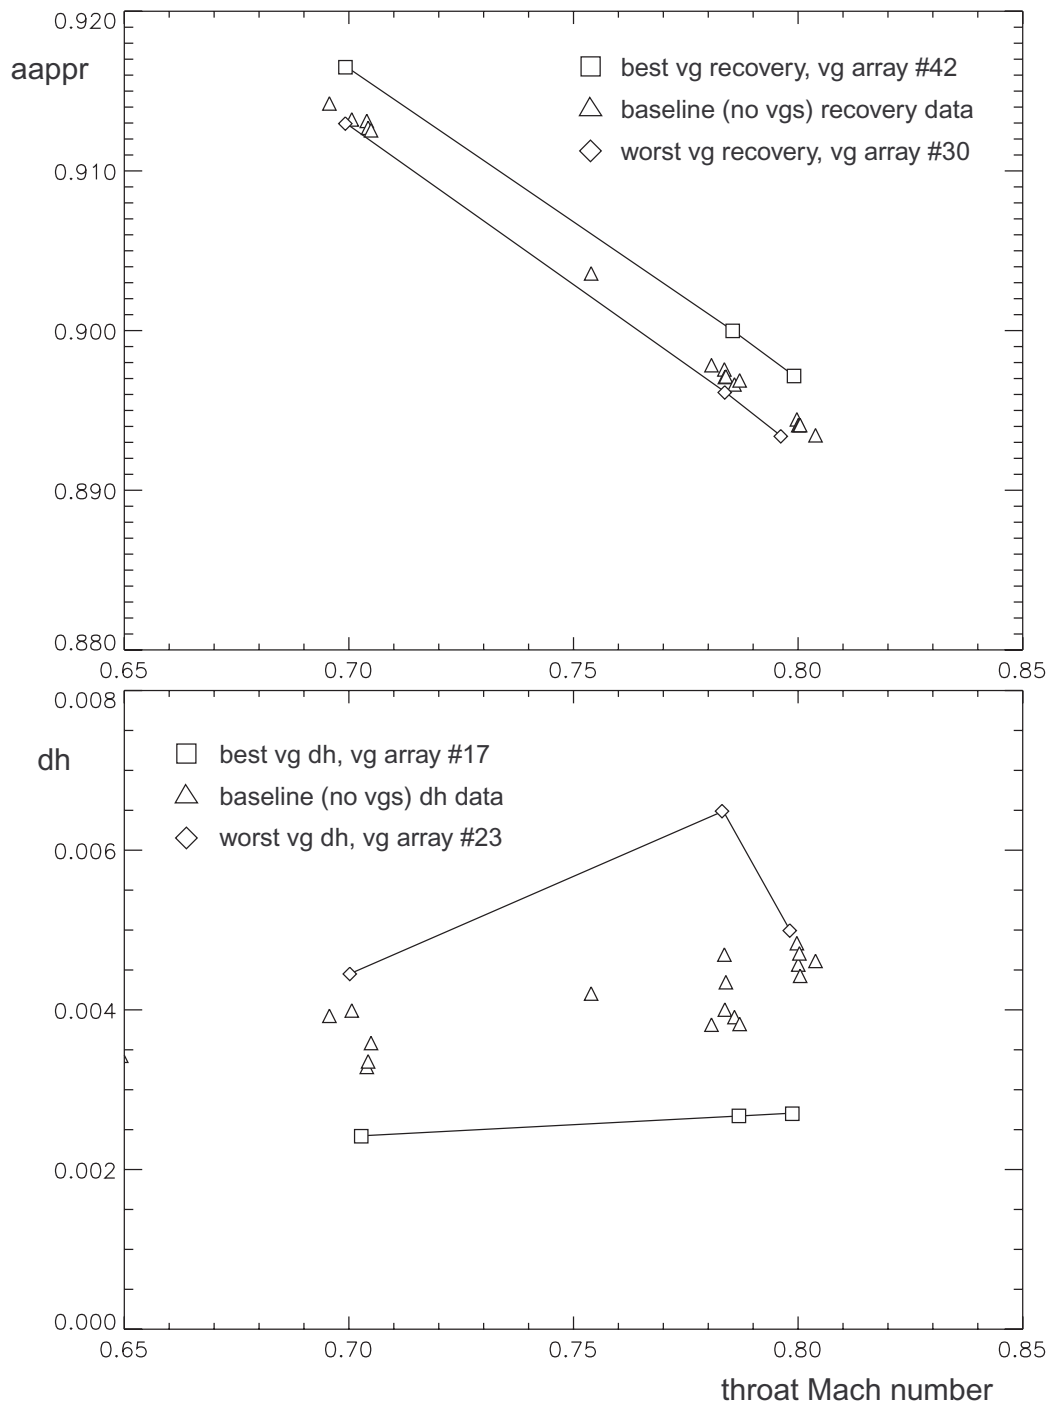 0.920
aappr
best vg recovery, vg array #42
baseline (no vgs) recovery data
worst vg recovery, vg array #30
0.910
0.900
0.890
0.880
0.65 0.70 0.75 0.80 0.85
0.008
dh
best vg dh, vg array #17
baseline (no vgs) dh data
worst vg dh, vg array #23
0.006
0.004
0.002
0.000
0.65 0.70 0.75 0.80 0.85
throat Mach number